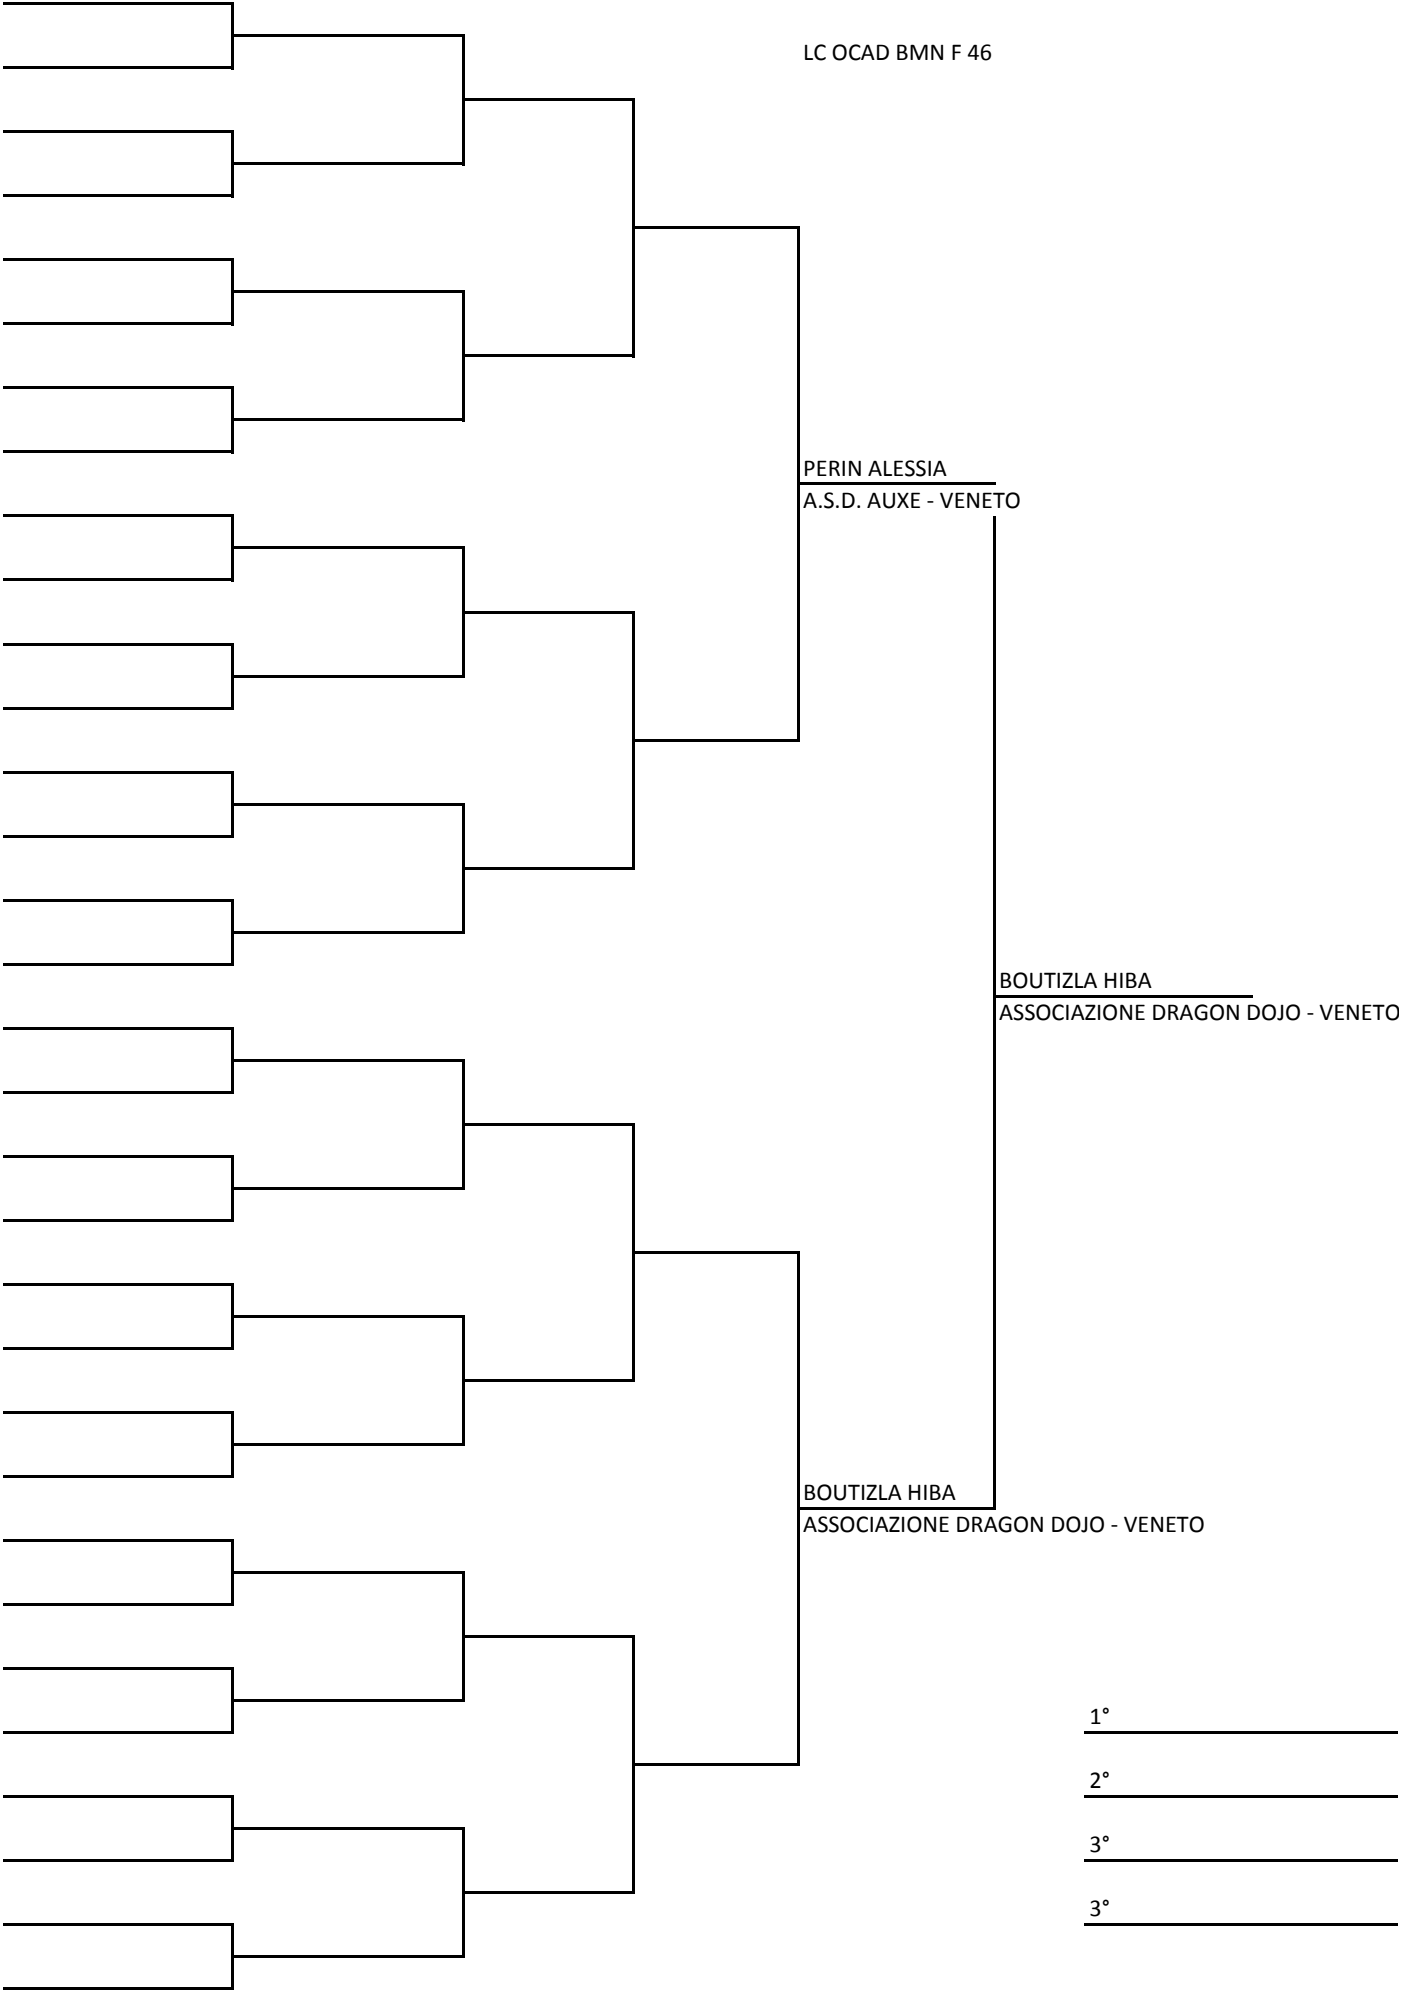 LC OCAD BMN F 46
PERIN ALESSIA
A.S.D. AUXE - VENETO
BOUTIZLA HIBA
ASSOCIAZIONE DRAGON DOJO - VENETO
BOUTIZLA HIBA
ASSOCIAZIONE DRAGON DOJO - VENETO
1°
2°
3°
3°